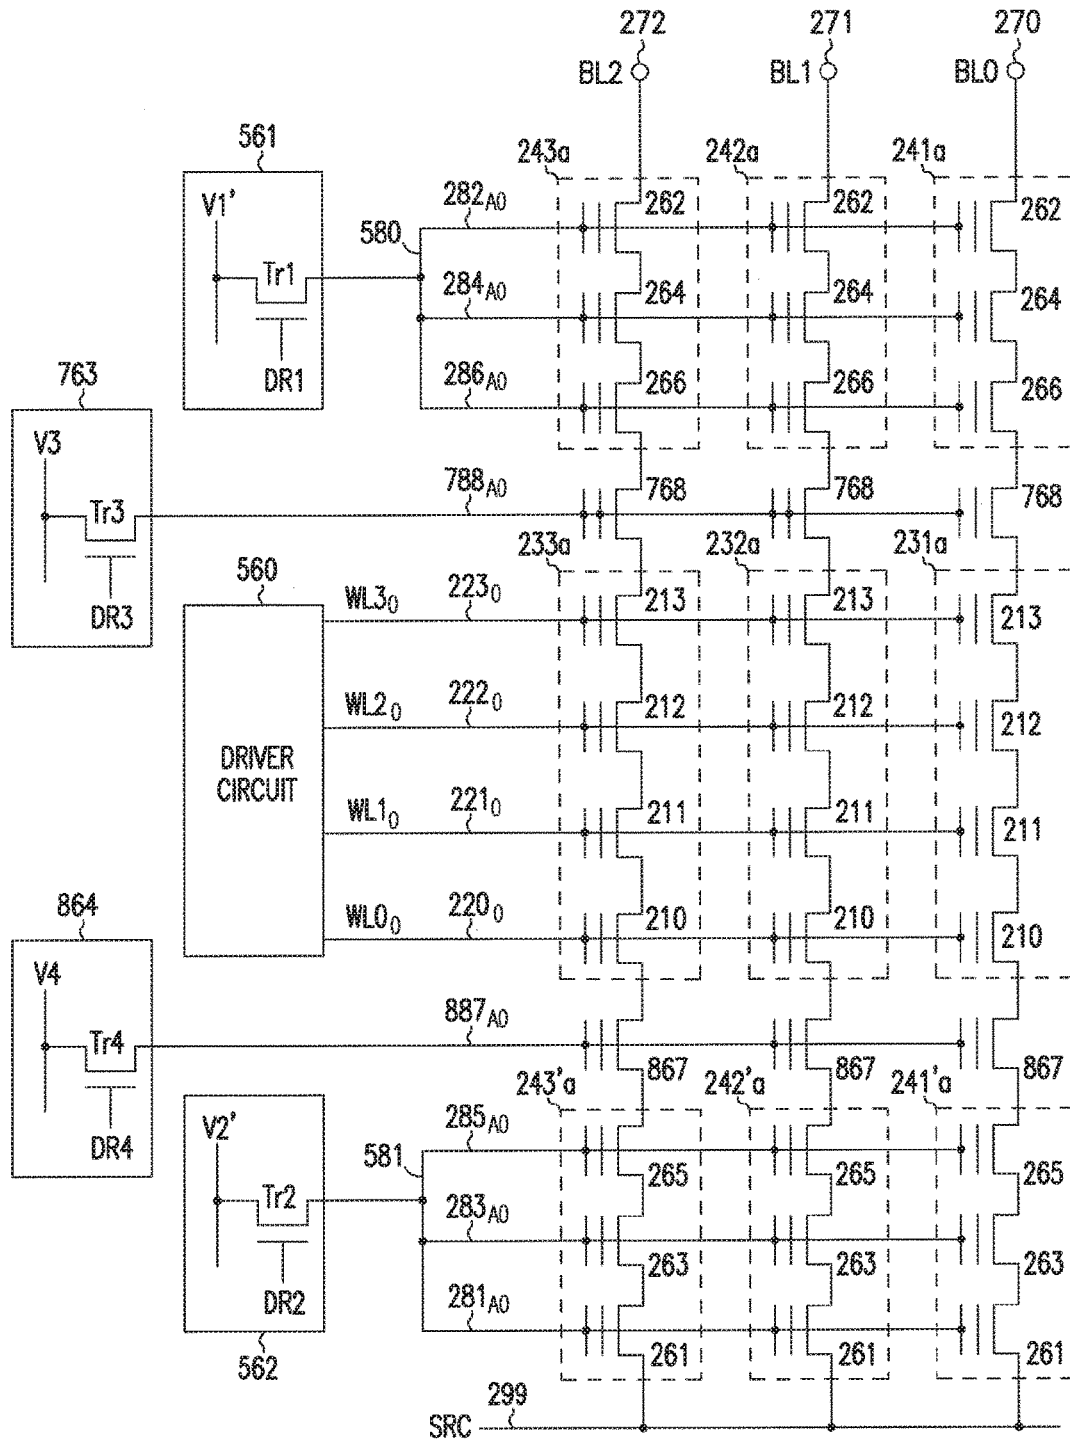 272 271 270
BL2 BL1 BL0
561 243a 242a 241a
V1' 282A0 262 262 262
580
Tr1
284A0 264 264 264
DR1
763 286A0 266 266 266
V3
788A0 768 768 768
Tr3
233a 232a 231a
560
DR3 WL3₀ 223₀ 213 213 213
WL2₀ 222₀ 212 212 212
DRIVER
CIRCUIT
WL1₀ 221₀ 211 211 211
864 WL0₀ 220₀ 210 210 210
V4
887A0
Tr4
867 867 867
243'a 242'a 241'a
V2' 285A0
DR4 581 265 265 265
Tr2
283A0
263 263 263
DR2 281A0
562 261 261 261
299
SRC